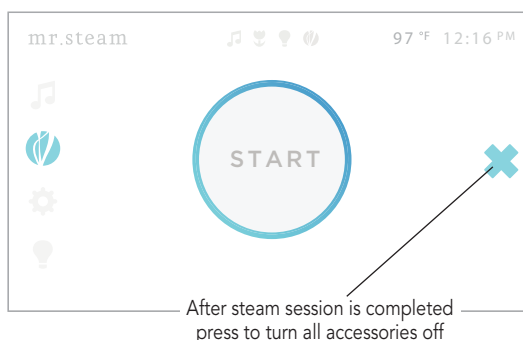 mr.steam
97 °F 12:16 PM
START
After steam session is completed
press to turn all accessories off